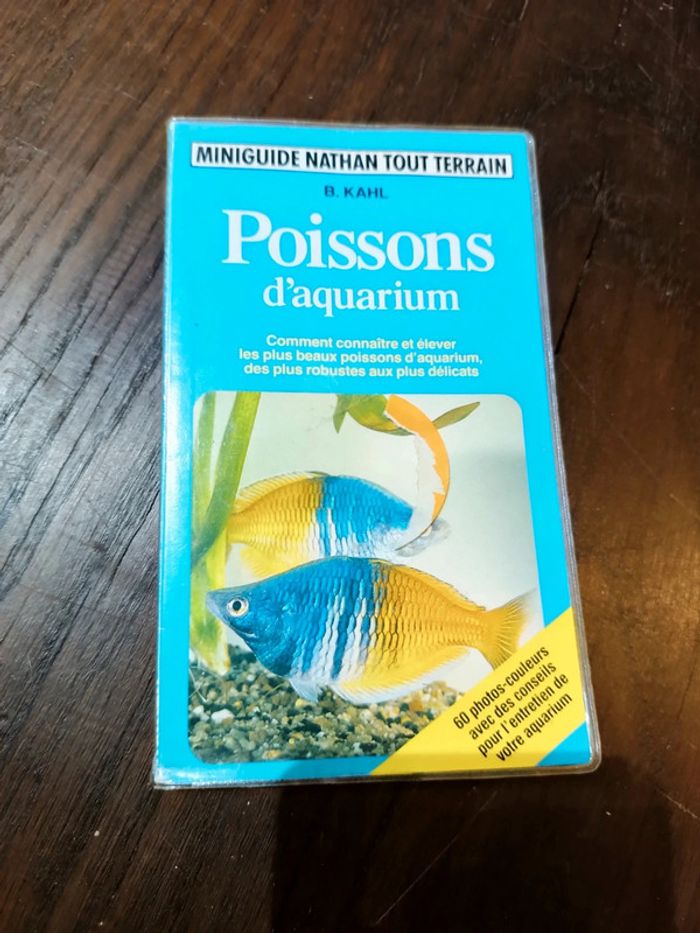 MINIGUIDE NATHAN TOUT TERRAIN
B. KAHL
Poissons
d'aquarium
Comment connaître et élever
les plus beaux poissons d'aquarium,
des plus robustes aux plus délicats
60 photos-couleurs
avec des conseils
pour l'entretien de
votre aquarium